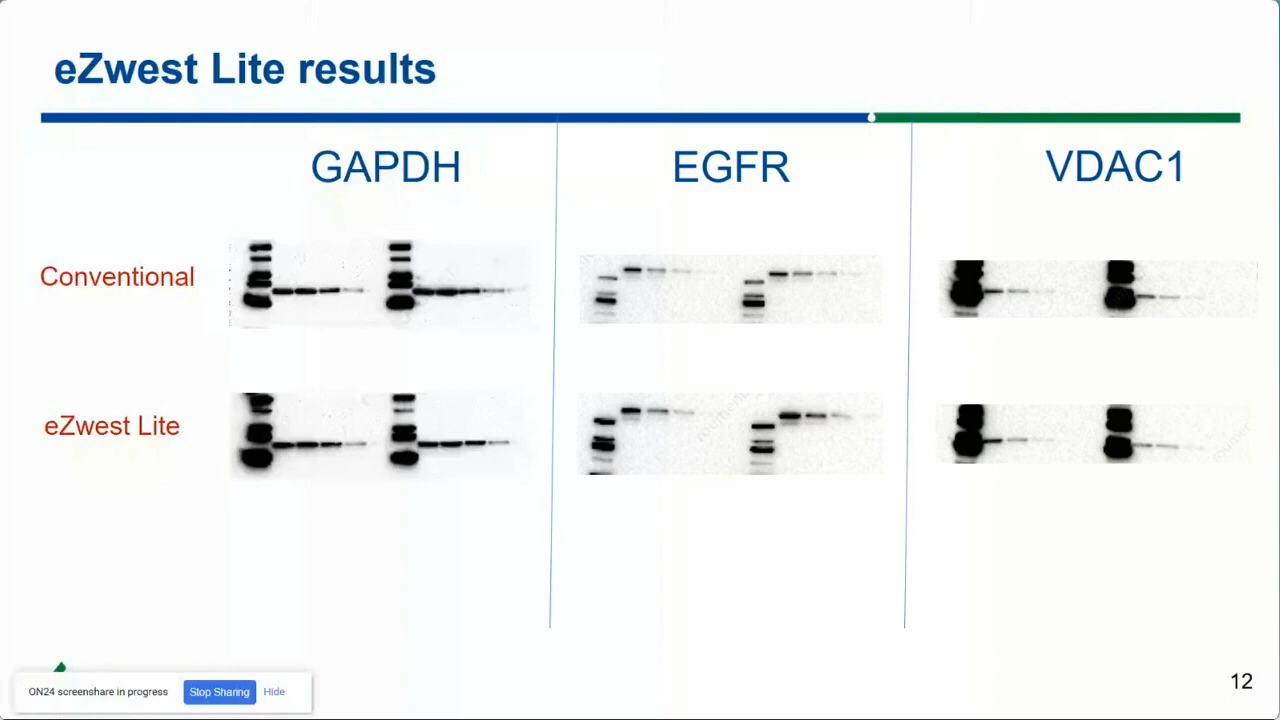 eZwest Lite results
GAPDH
EGFR
VDAC1
Conventional
eZwest Lite
ON24 screenshare in progress
Stop Sharing
Hide
12